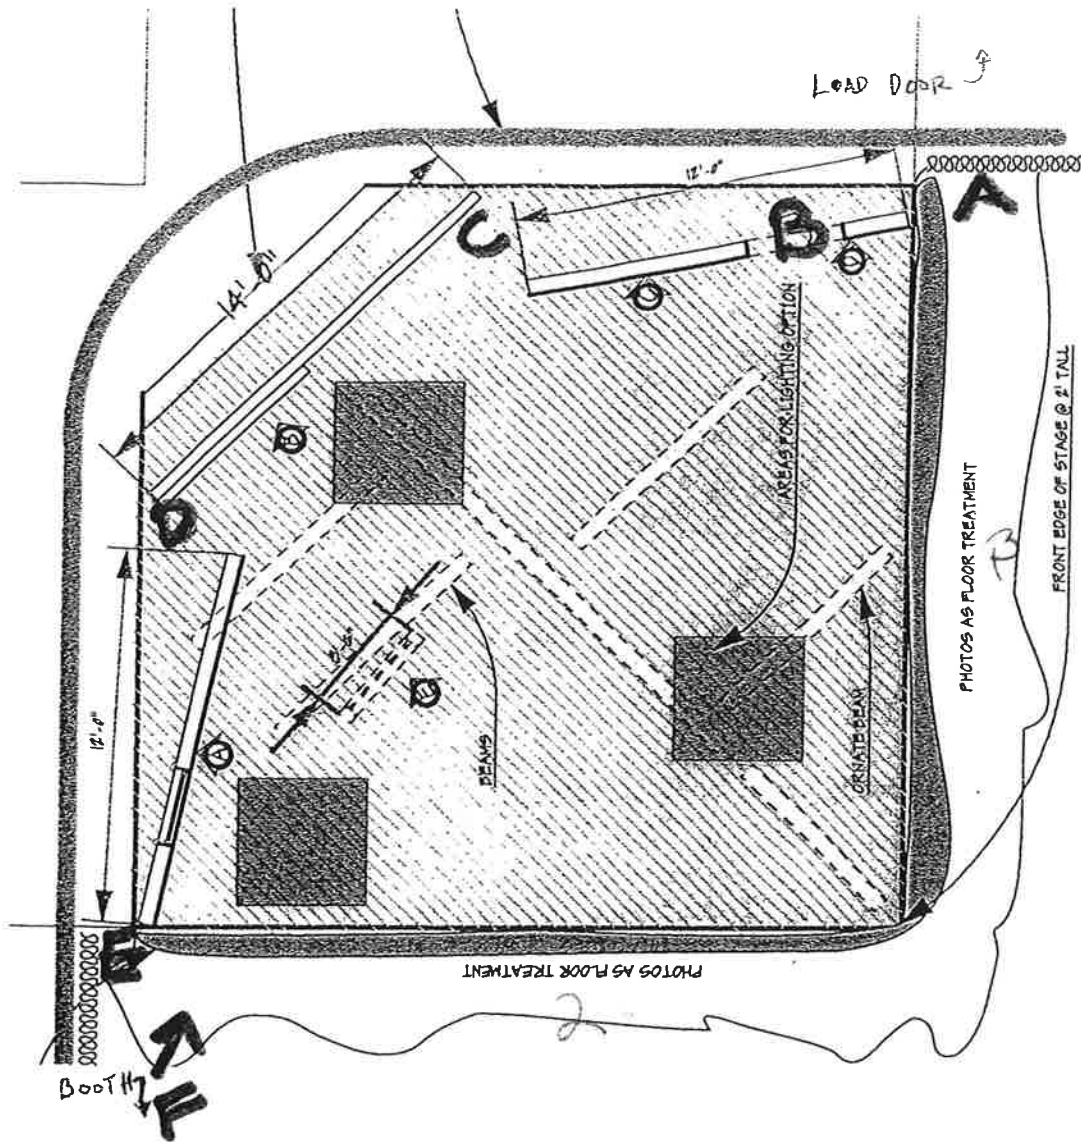 LOAD DOOR
A
12'-0"
C
B
D
C
14'-0"
AREAS FOR LIGHTING OPTION
FRONT EDGE OF STAGE @ 2' TALL
B
D
PHOTOS AS FLOOR TREATMENT
12'-0"
E
A
BEAMS
ORNATE BEAM
E
PHOTOS AS FLOOR TREATMENT
2
BOOTH
F